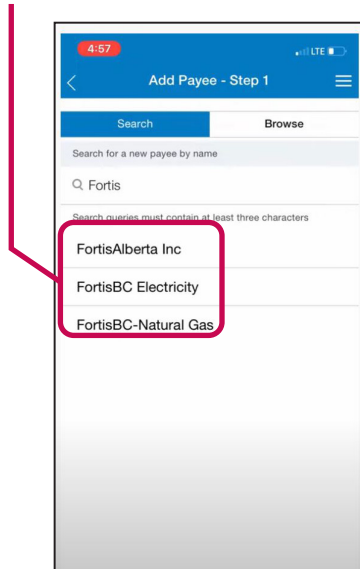 4:57 LTE
Add Payee - Step 1
Search Browse
Search for a new payee by name
Fortis
Search queries must contain at least three characters
FortisAlberta Inc
FortisBC Electricity
FortisBC-Natural Gas